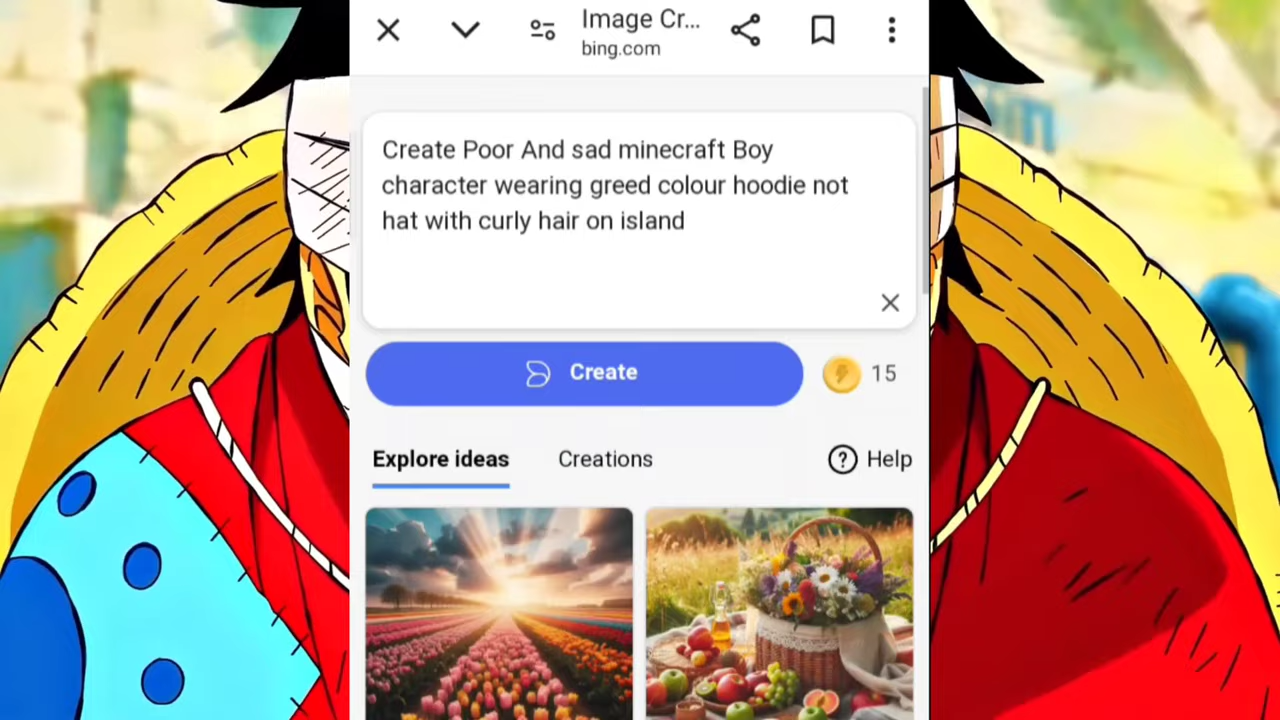 Image Cr...
bing.com
Create Poor And sad minecraft Boy
character wearing greed colour hoodie not
hat with curly hair on island
Create
15
Explore ideas
Creations
Help